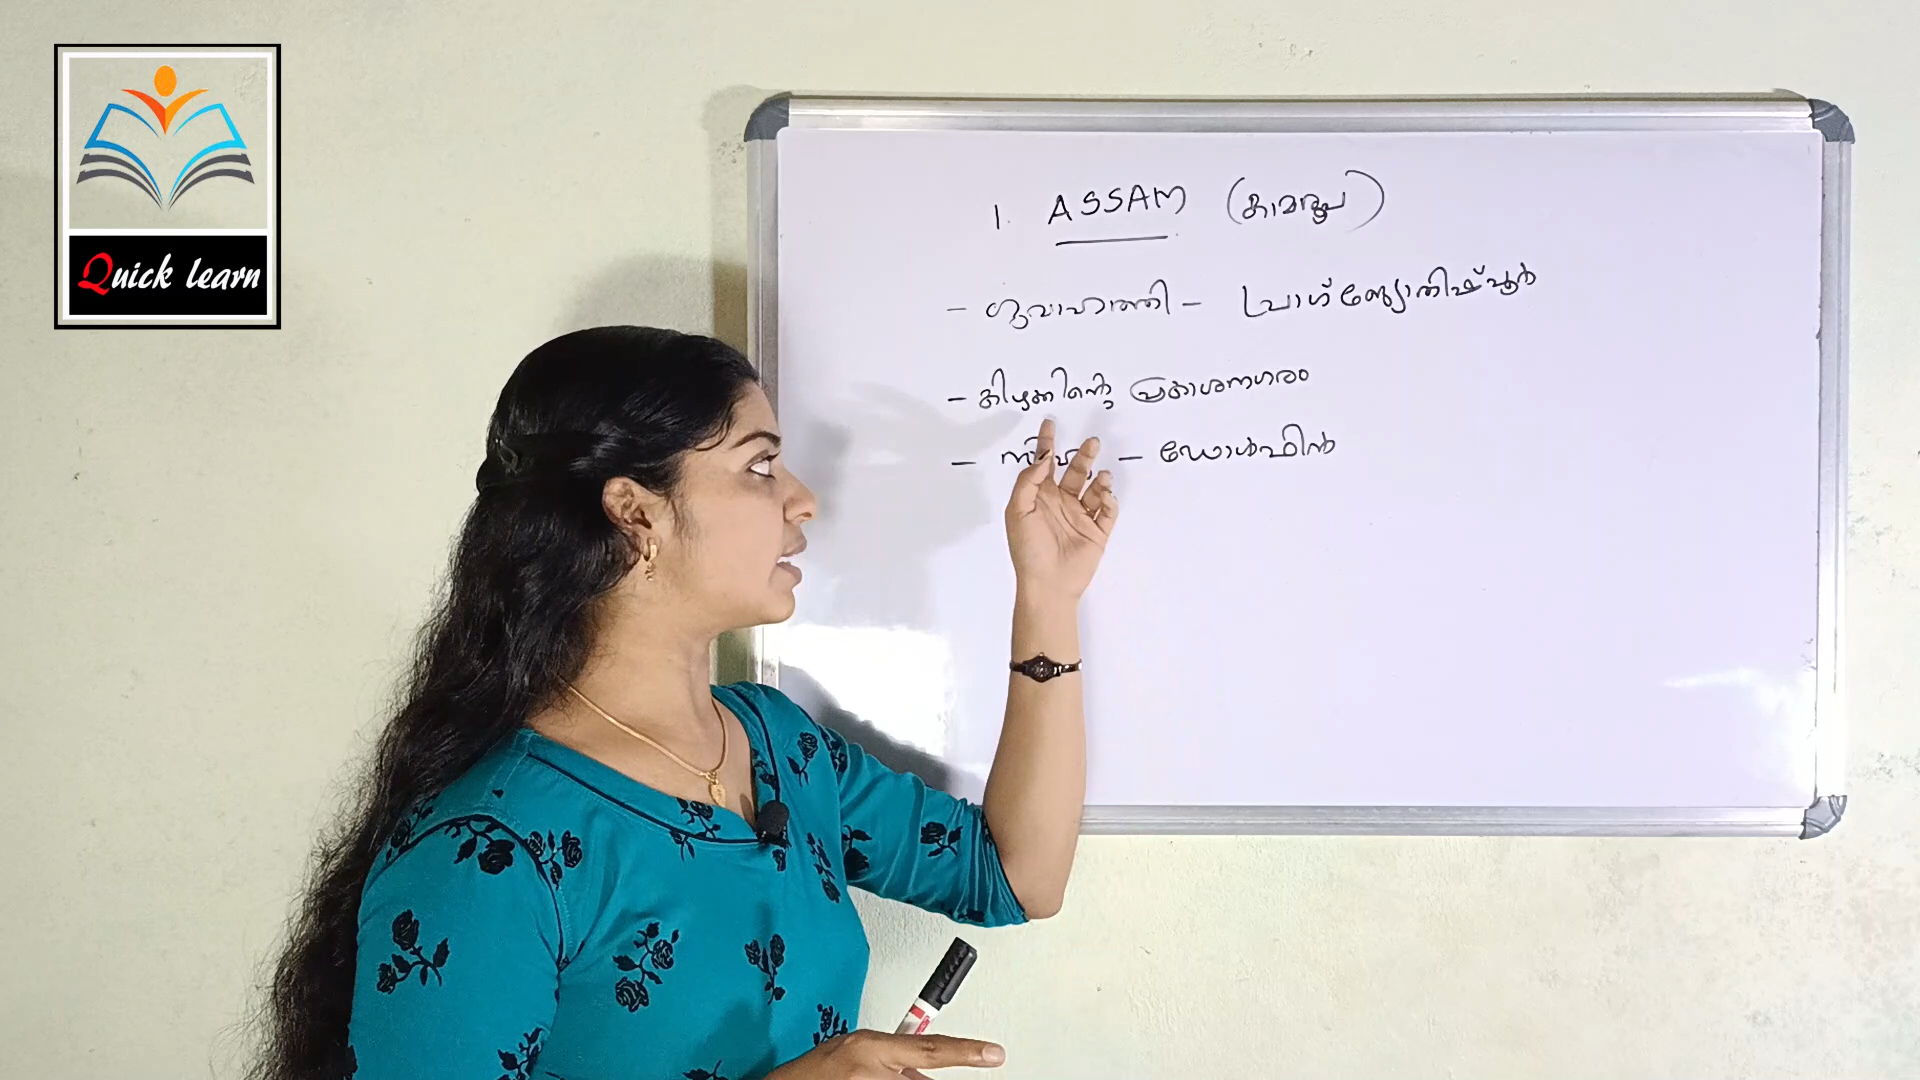 Quick learn
1. ASSAM (കാമരൂപ)
- ഗുവാഹത്തി - പ്രാഗ്ജ്യോതിഷ്പൂർ
- കിഴക്കിന്റെ പ്രകാശനഗരം
- - ഡോൾഫിൻ